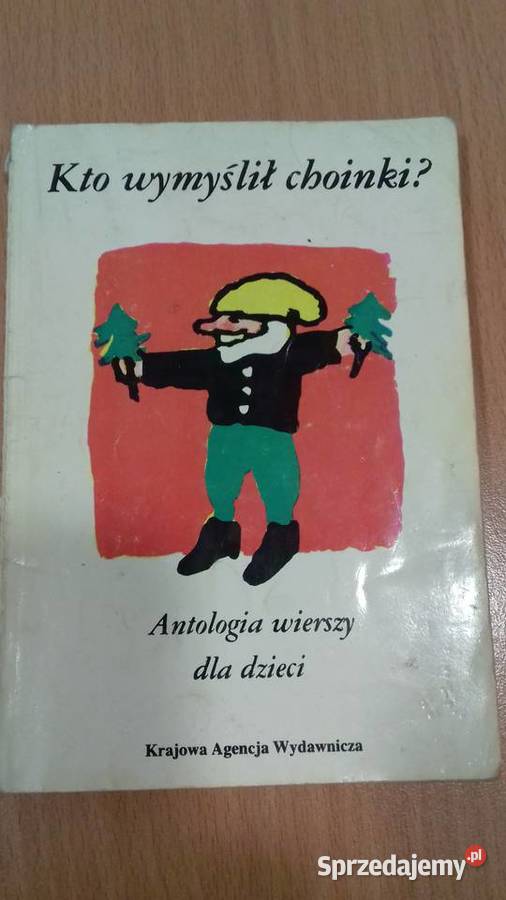 Kto wymyślił choinki?
Antologia wierszy
dla dzieci
Krajowa Agencja Wydawnicza
Sprzedajemy.pl